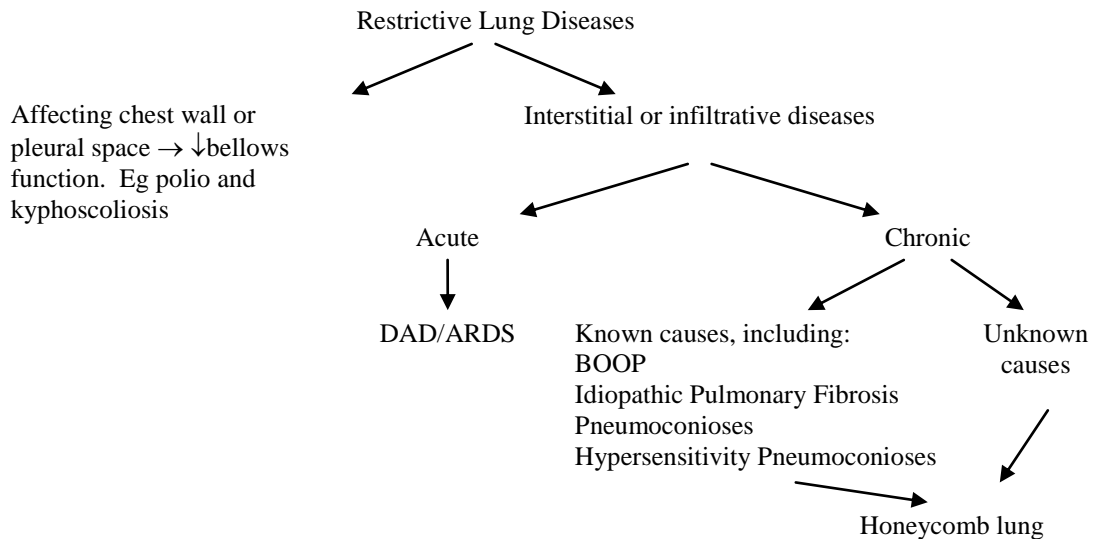 Restrictive Lung Diseases
Affecting chest wall or
pleural space → ↓bellows
function. Eg polio and
kyphoscoliosis
Interstitial or infiltrative diseases
Acute
Chronic
DAD/ARDS
Known causes, including:
BOOP
Idiopathic Pulmonary Fibrosis
Pneumoconioses
Hypersensitivity Pneumoconioses
Unknown
causes
Honeycomb lung